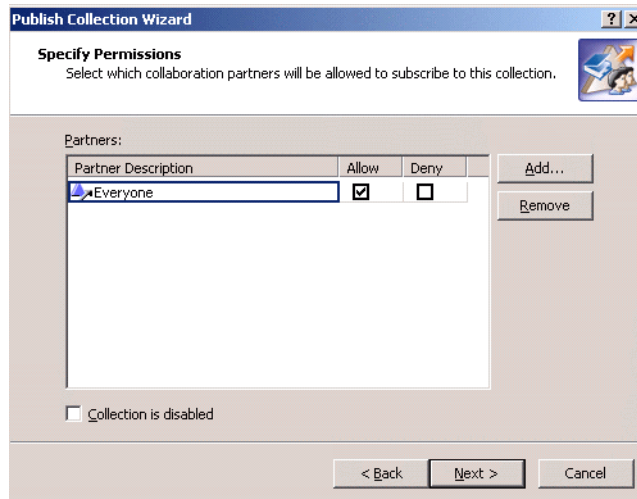 Publish Collection Wizard
Specify Permissions
Select which collaboration partners will be allowed to subscribe to this collection.
Partners:
Partner Description Allow Deny
Everyone
Add...
Remove
Collection is disabled
< Back Next > Cancel